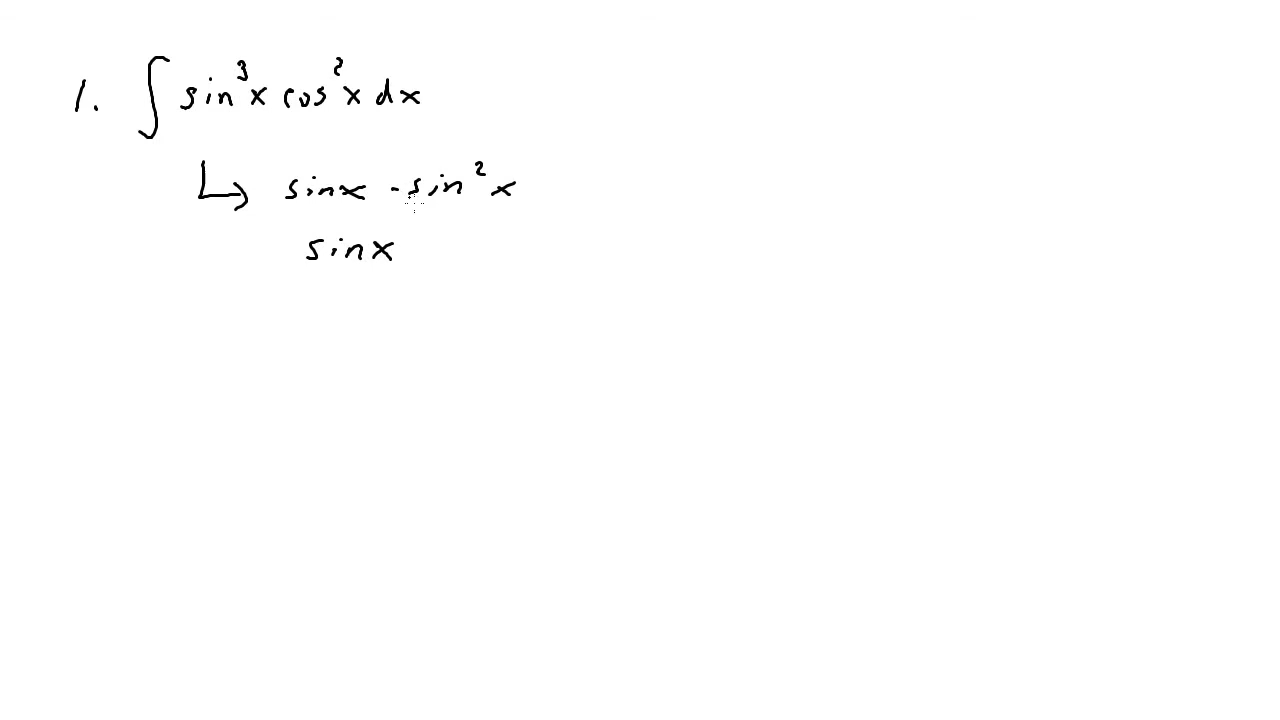 1. ∫ sin³x cos²x dx
↳ sinx · sin²x
sinx